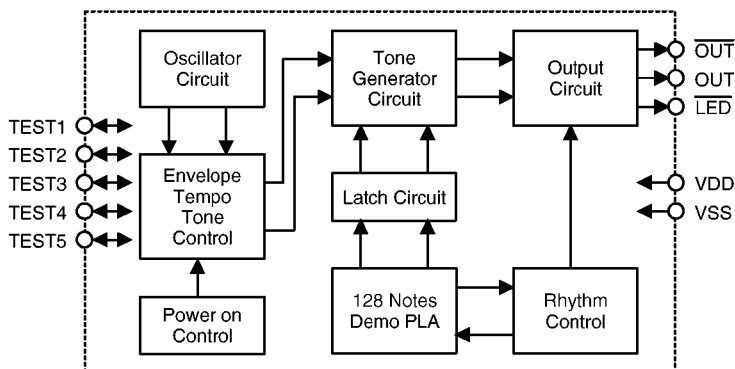 Oscillator
Circuit
Tone
Generator
Circuit
Output
Circuit
OUT
OUT
LED
TEST1
TEST2
TEST3
TEST4
TEST5
Envelope
Tempo
Tone
Control
Latch Circuit
VDD
VSS
Power on
Control
128 Notes
Demo PLA
Rhythm
Control